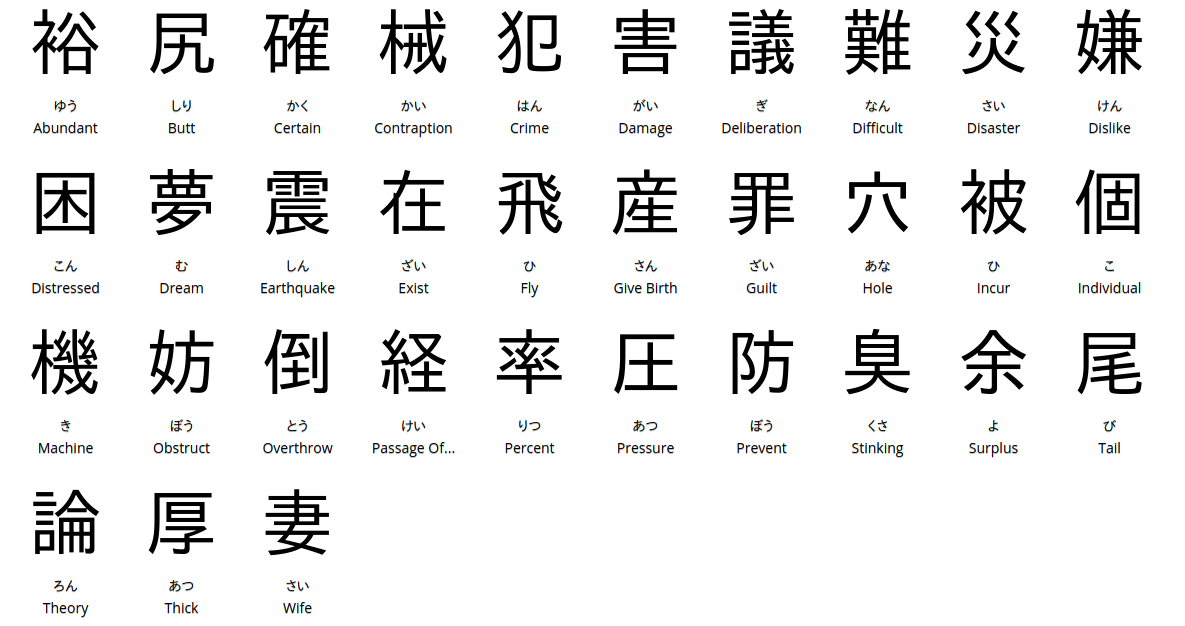 裕 尻 確 械 犯 害 議 難 災 嫌
ゆう しり かく かい はん がい ぎ なん さい けん
Abundant Butt Certain Contraption Crime Damage Deliberation Difficult Disaster Dislike
困 夢 震 在 飛 産 罪 穴 被 個
こん む しん ざい ひ さん ざい あな ひ こ
Distressed Dream Earthquake Exist Fly Give Birth Guilt Hole Incur Individual
機 妨 倒 経 率 圧 防 臭 余 尾
き ぼう とう けい りつ あつ ぼう くさ よ び
Machine Obstruct Overthrow Passage Of... Percent Pressure Prevent Stinking Surplus Tail
論 厚 妻
ろん あつ さい
Theory Thick Wife